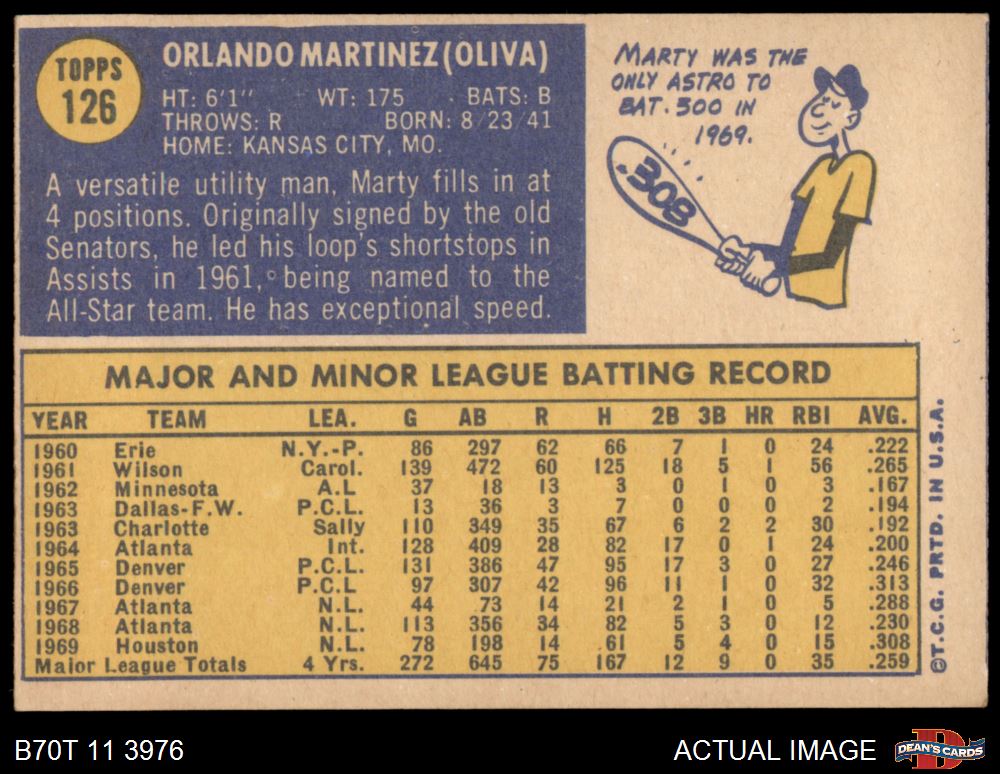 TOPPS
126
ORLANDO MARTINEZ (OLIVA)
HT: 6'1" WT: 175 BATS: B
THROWS: R BORN: 8/23/41
HOME: KANSAS CITY, MO.
A versatile utility man, Marty fills in at
4 positions. Originally signed by the old
Senators, he led his loop's shortstops in
Assists in 1961, being named to the
All-Star team. He has exceptional speed.
MARTY WAS THE
ONLY ASTRO TO
BAT .300 IN
1969.
.308
MAJOR AND MINOR LEAGUE BATTING RECORD
YEAR TEAM LEA. G AB R H 2B 3B HR RBI AVG.
1960 Erie N.Y.-P. 86 297 62 66 7 1 0 24 .222
1961 Wilson Carol. 139 472 60 125 18 5 1 56 .265
1962 Minnesota A.L 37 18 13 3 0 1 0 3 .167
1963 Dallas-F.W. P.C.L. 13 36 3 7 0 0 0 2 .194
1963 Charlotte Sally 110 349 35 67 6 2 2 30 .192
1964 Atlanta Int. 128 409 28 82 17 0 1 24 .200
1965 Denver P.C.L. 131 386 47 95 17 3 0 27 .246
1966 Denver P.C.L 97 307 42 96 11 1 0 32 .313
1967 Atlanta N.L. 44 73 14 21 2 1 0 5 .288
1968 Atlanta N.L. 113 356 34 82 5 3 0 12 .230
1969 Houston N.L. 78 198 14 61 5 4 0 15 .308
Major League Totals 4 Yrs. 272 645 75 167 12 9 0 35 .259
©T.C.G. PRTD. IN U.S.A.
B70T 11 3976
ACTUAL IMAGE
DEAN'S CARDS